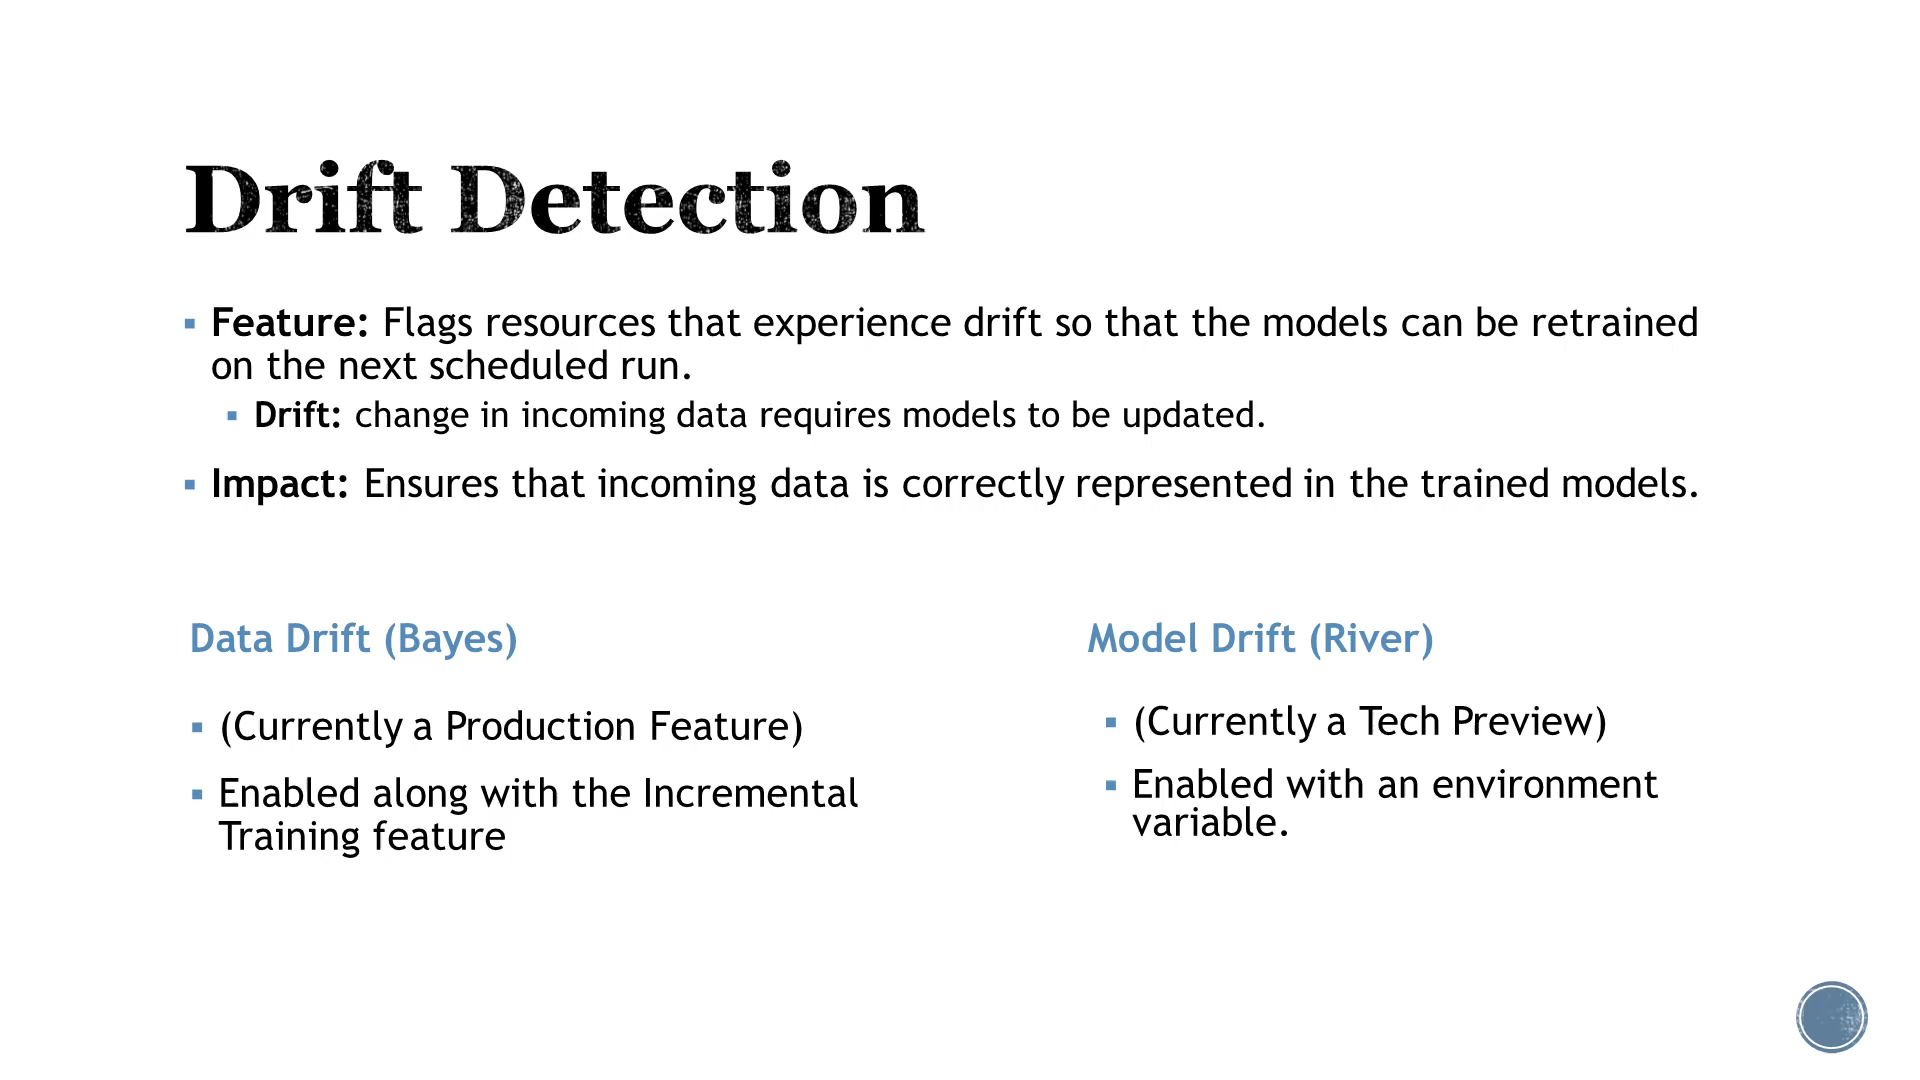 Drift Detection
▪ Feature: Flags resources that experience drift so that the models can be retrained
on the next scheduled run.
▪ Drift: change in incoming data requires models to be updated.
▪ Impact: Ensures that incoming data is correctly represented in the trained models.
Data Drift (Bayes)
▪ (Currently a Production Feature)
▪ Enabled along with the Incremental
Training feature
Model Drift (River)
▪ (Currently a Tech Preview)
▪ Enabled with an environment
variable.